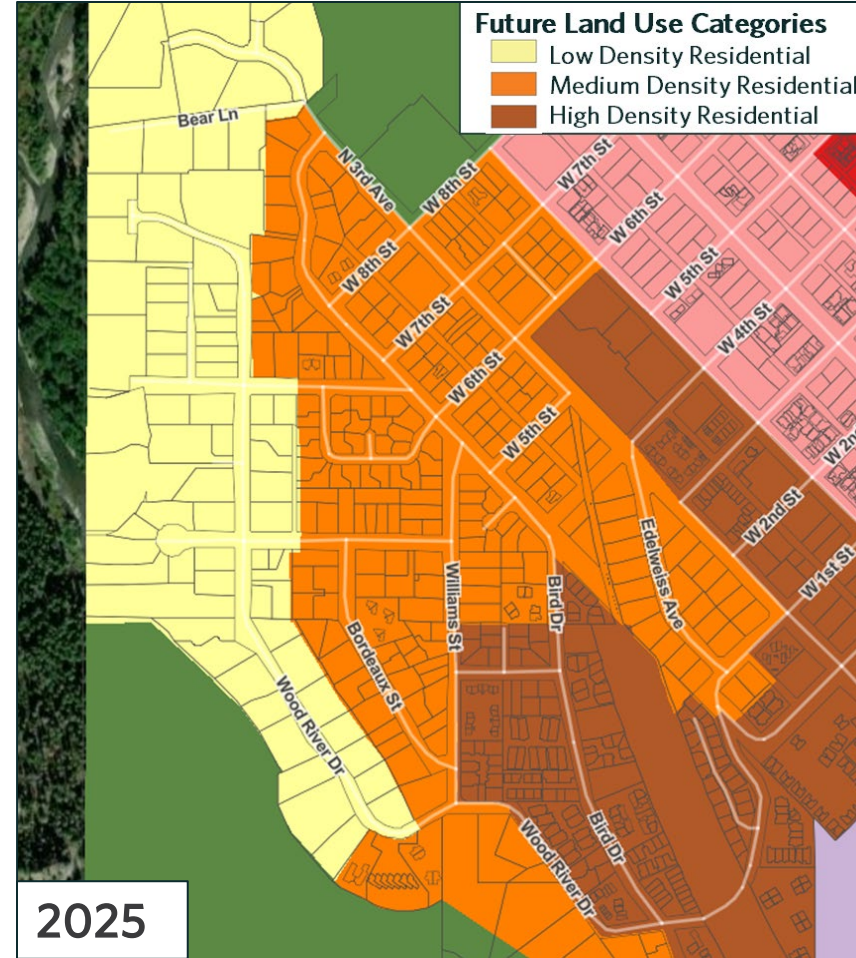 Future Land Use Categories
Low Density Residential
Medium Density Residential
High Density Residential
Bear Ln
N 3rd Ave
W 8th St
W 7th St
W 6th St
W 5th St
W 4th St
W 8th St
W 7th St
W 6th St
W 5th St
W 2nd St
W 1st St
Edelweiss Ave
Williams St
Bird Dr
Bordeaux St
Wood River Dr
Bird Dr
Wood River Dr
2025